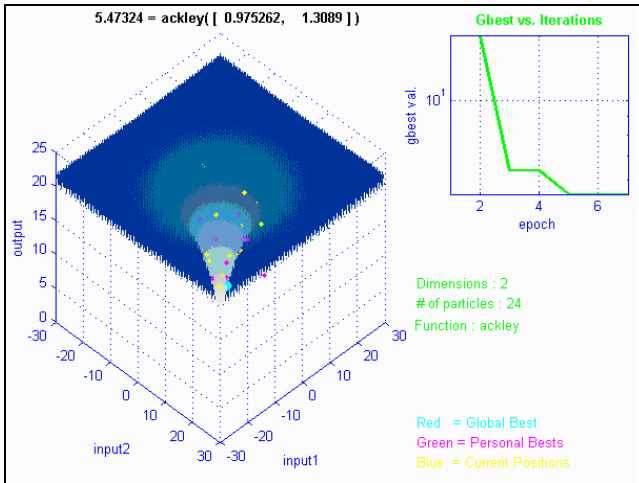 5.47324 = ackley( [ 0.975262, 1.3089 ] )
25
20
15
10
5
0
output
-30
-20
-10
0
10
20
30
input2
-30
-20
-10
0
10
20
30
input1
Gbest vs. Iterations
10^1
gbest val.
2 4 6
epoch
Dimensions : 2
# of particles : 24
Function : ackley
Red = Global Best
Green = Personal Bests
Blue = Current Positions